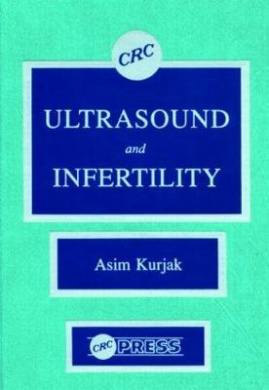 CRC
ULTRASOUND
and
INFERTILITY
Asim Kurjak
CRC PRESS